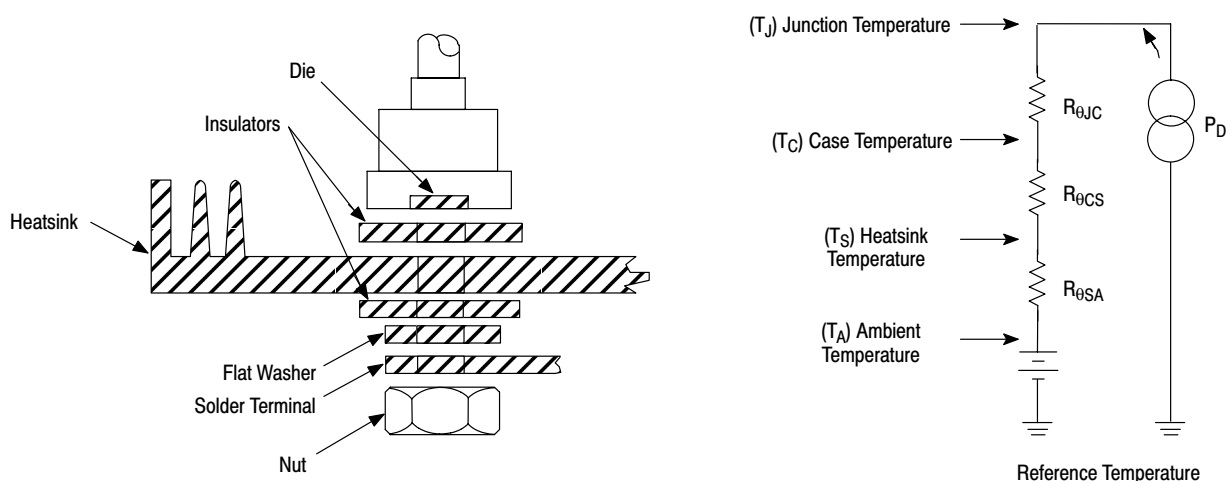 Die
Insulators
Heatsink
Flat Washer
Solder Terminal
Nut
(TJ) Junction Temperature
RθJC
PD
(TC) Case Temperature
RθCS
(TS) Heatsink
Temperature
RθSA
(TA) Ambient
Temperature
Reference Temperature